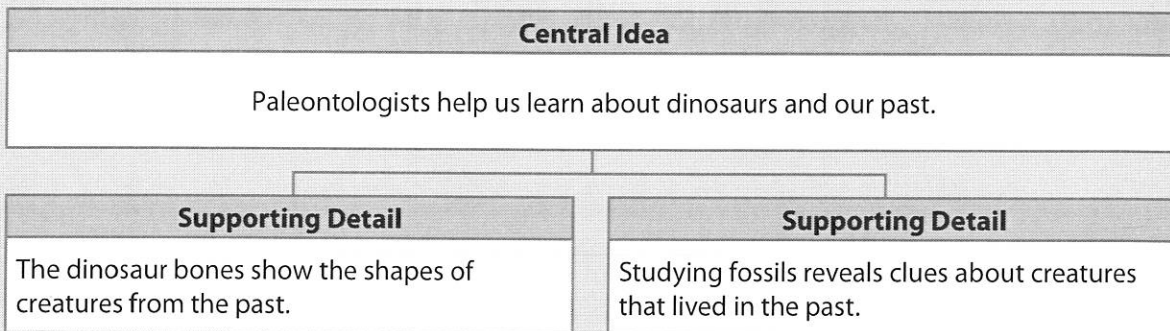 Central Idea
Paleontologists help us learn about dinosaurs and our past.
Supporting Detail
The dinosaur bones show the shapes of
creatures from the past.
Supporting Detail
Studying fossils reveals clues about creatures
that lived in the past.